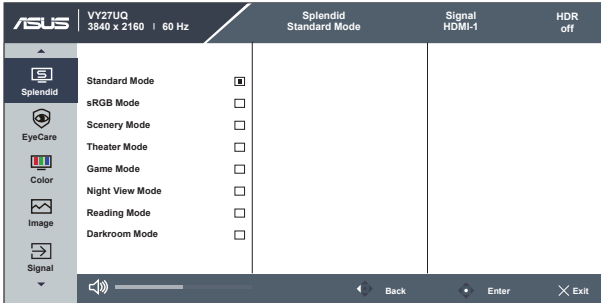 ASUS
VY27UQ
3840 x 2160 | 60 Hz
Splendid
Standard Mode
Signal
HDMI-1
HDR
off
Splendid
EyeCare
Color
Image
Signal
Standard Mode
sRGB Mode
Scenery Mode
Theater Mode
Game Mode
Night View Mode
Reading Mode
Darkroom Mode
Back
Enter
Exit